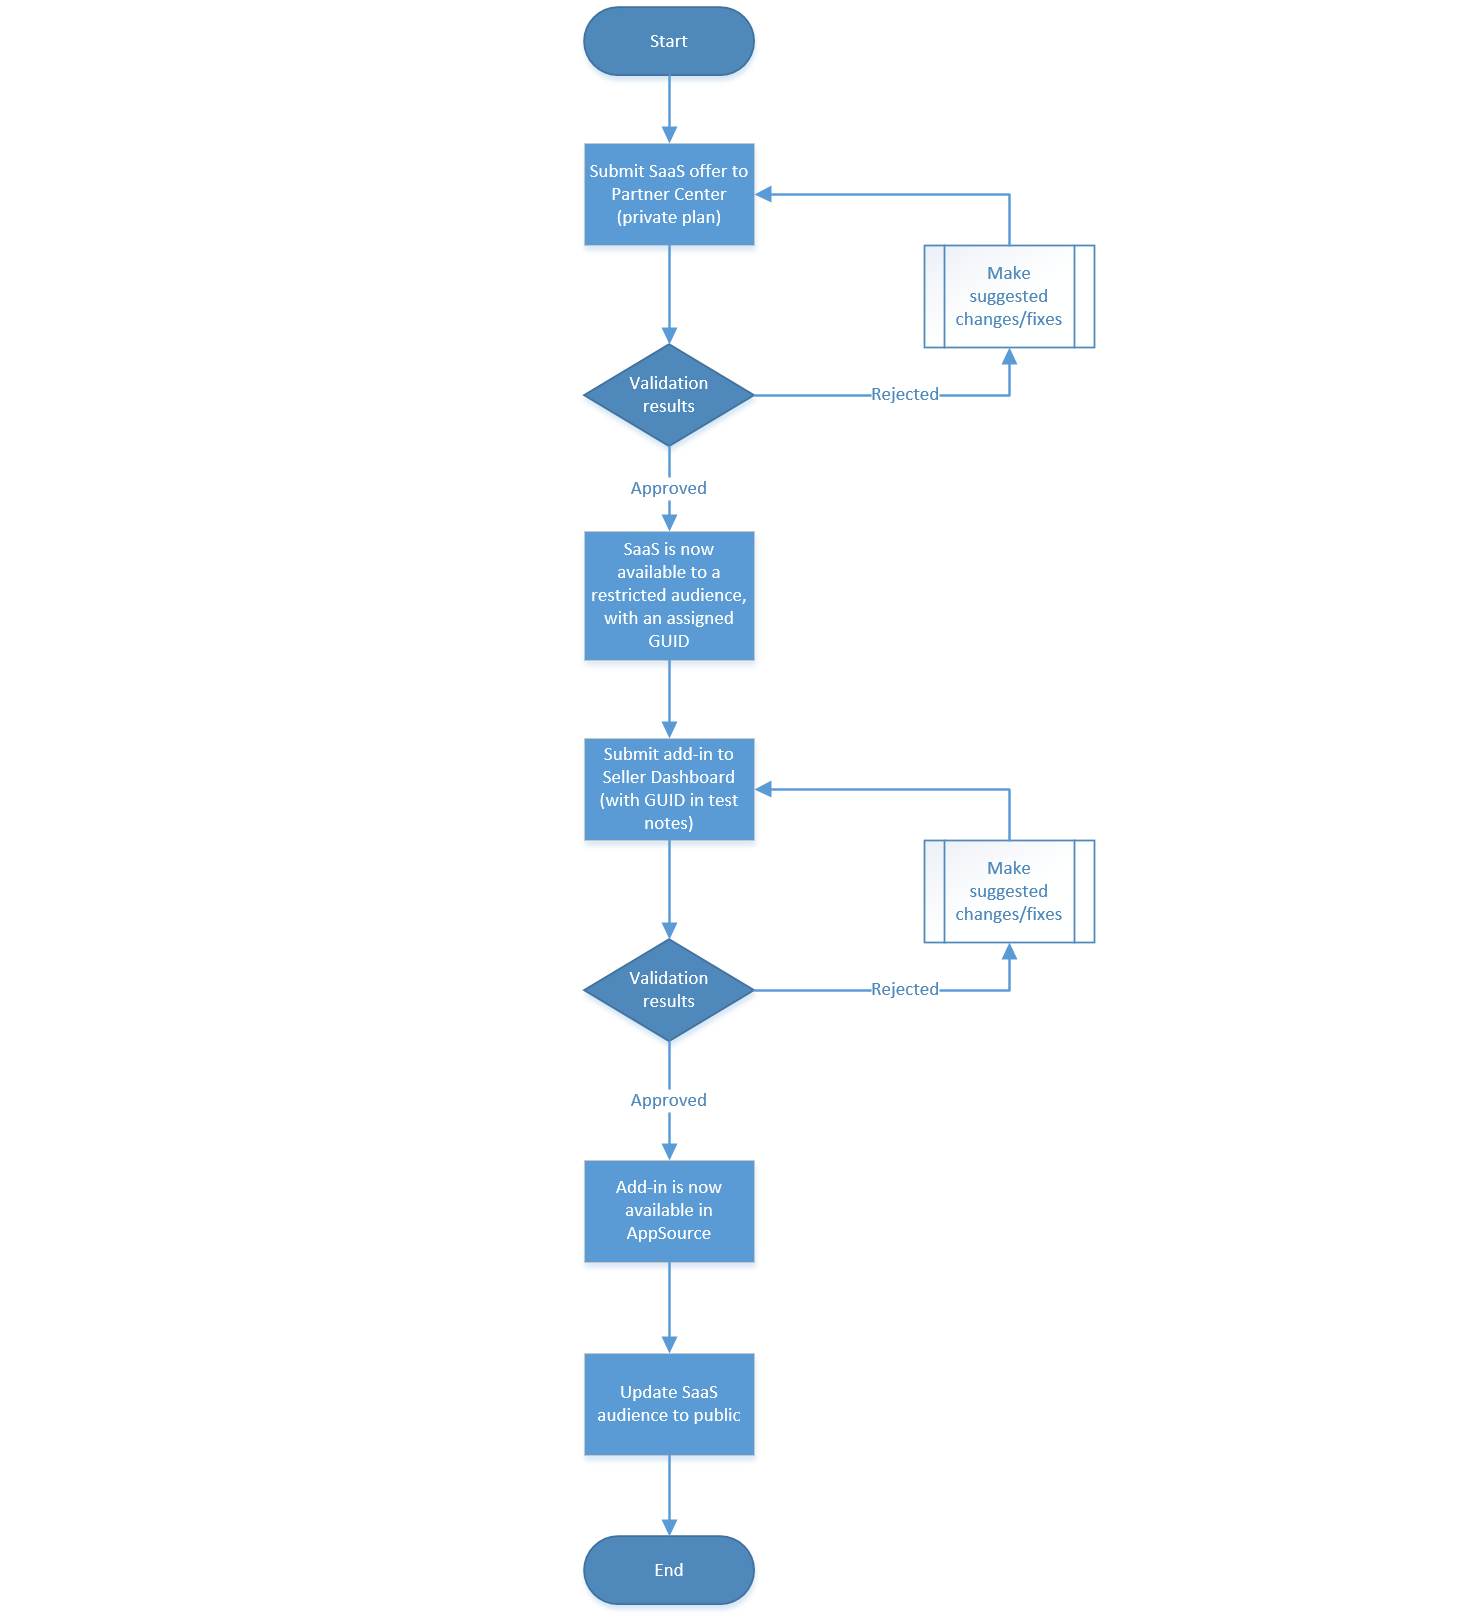 Start
Submit SaaS offer to
Partner Center
(private plan)
Make
suggested
changes/fixes
Validation
results
Rejected
Approved
SaaS is now
available to a
restricted audience,
with an assigned
GUID
Submit add-in to
Seller Dashboard
(with GUID in test
notes)
Make
suggested
changes/fixes
Validation
results
Rejected
Approved
Add-in is now
available in
AppSource
Update SaaS
audience to public
End